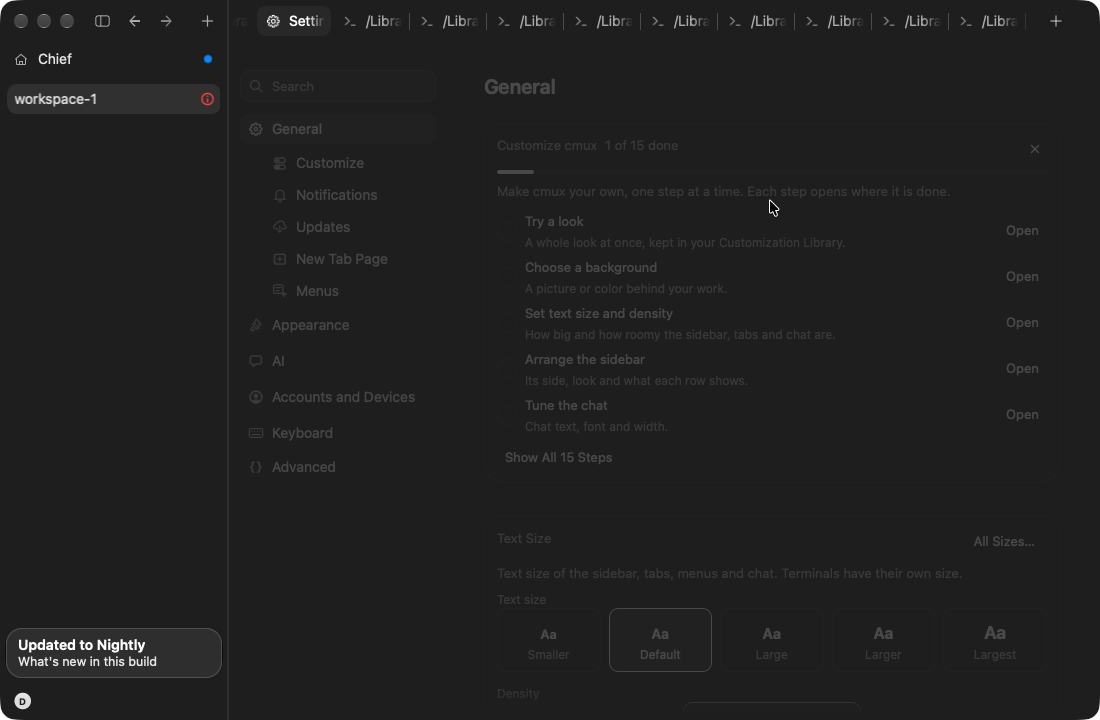 Settin
/Libra
/Libra
/Libra
/Libra
/Libra
/Libra
/Libra
/Libra
/Libra
Chief
workspace-1
Search
General
Customize
Notifications
Updates
New Tab Page
Menus
Appearance
AI
Accounts and Devices
Keyboard
Advanced
General
Customize cmux 1 of 15 done
Make cmux your own, one step at a time. Each step opens where it is done.
Try a look
A whole look at once, kept in your Customization Library.
Open
Choose a background
A picture or color behind your work.
Open
Set text size and density
How big and how roomy the sidebar, tabs and chat are.
Open
Arrange the sidebar
Its side, look and what each row shows.
Open
Tune the chat
Chat text, font and width.
Open
Show All 15 Steps
Text Size
All Sizes...
Text size of the sidebar, tabs, menus and chat. Terminals have their own size.
Text size
Aa
Smaller
Aa
Default
Aa
Large
Aa
Larger
Aa
Largest
Density
Updated to Nightly
What's new in this build
D